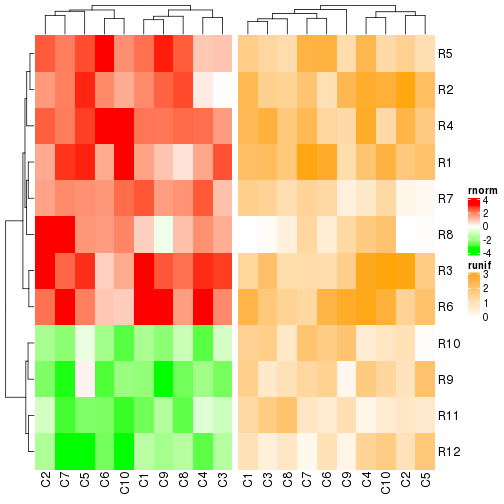 R5
R2
R4
R1
R7
R8
R3
R6
R10
R9
R11
R12
rnorm
4
2
0
-2
-4
runif
3
2
1
0
C2 C7 C5 C6 C10 C1 C9 C8 C4 C3 C1 C3 C8 C7 C6 C9 C4 C10 C2 C5